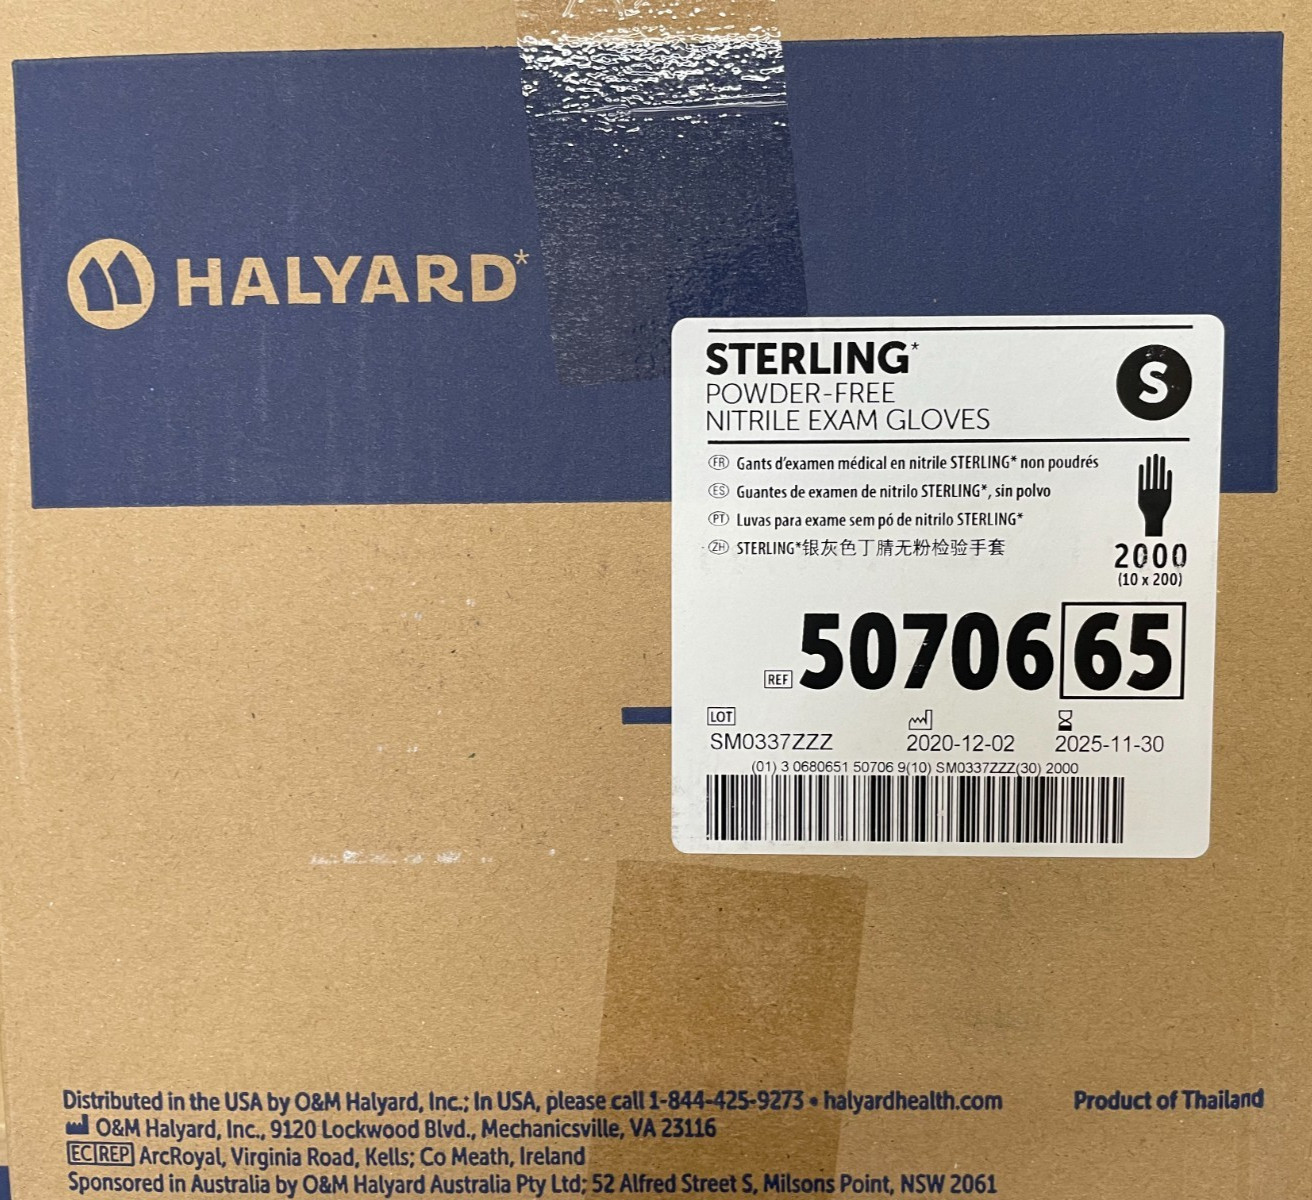 HALYARD*
STERLING*
POWDER-FREE
NITRILE EXAM GLOVES
S
FR Gants d'examen médical en nitrile STERLING* non poudrés
ES Guantes de examen de nitrilo STERLING*, sin polvo
PT Luvas para exame sem pó de nitrilo STERLING*
ZH STERLING*银灰色丁腈无粉检验手套
2000
(10 x 200)
REF 50706 65
LOT
SM0337ZZZ 2020-12-02 2025-11-30
(01) 3 0680651 50706 9(10) SM0337ZZZ(30) 2000
Distributed in the USA by O&M Halyard, Inc.; In USA, please call 1-844-425-9273 • halyardhealth.com Product of Thailand
O&M Halyard, Inc., 9120 Lockwood Blvd., Mechanicsville, VA 23116
EC REP ArcRoyal, Virginia Road, Kells; Co Meath, Ireland
Sponsored in Australia by O&M Halyard Australia Pty Ltd; 52 Alfred Street S, Milsons Point, NSW 2061